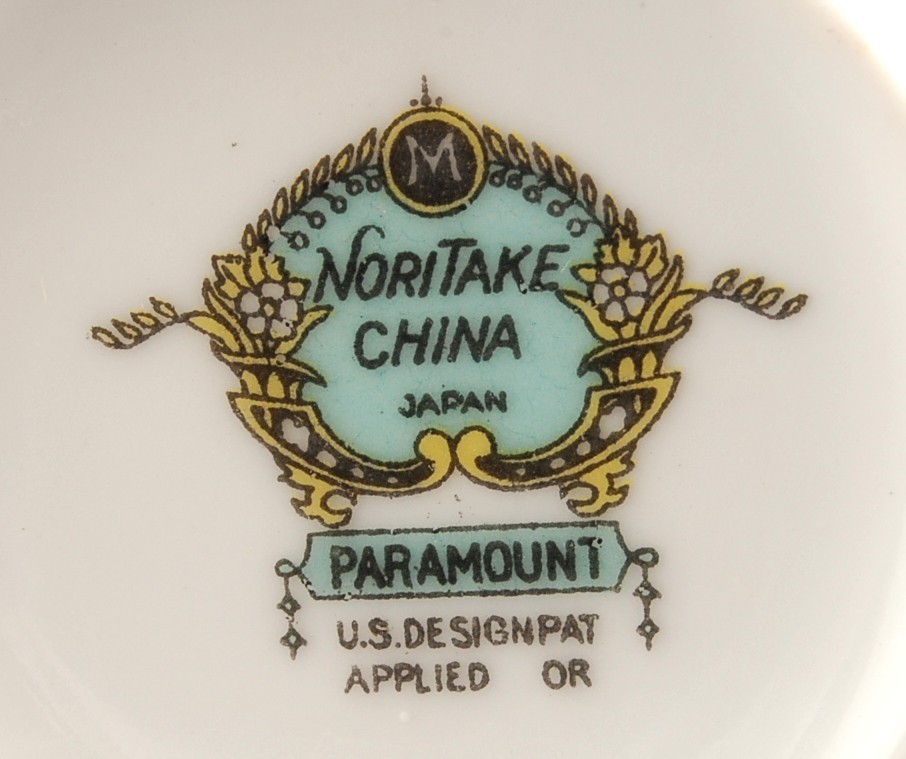 M
NORITAKE
CHINA
JAPAN
PARAMOUNT
U.S.DESIGNPAT
APPLIED OR